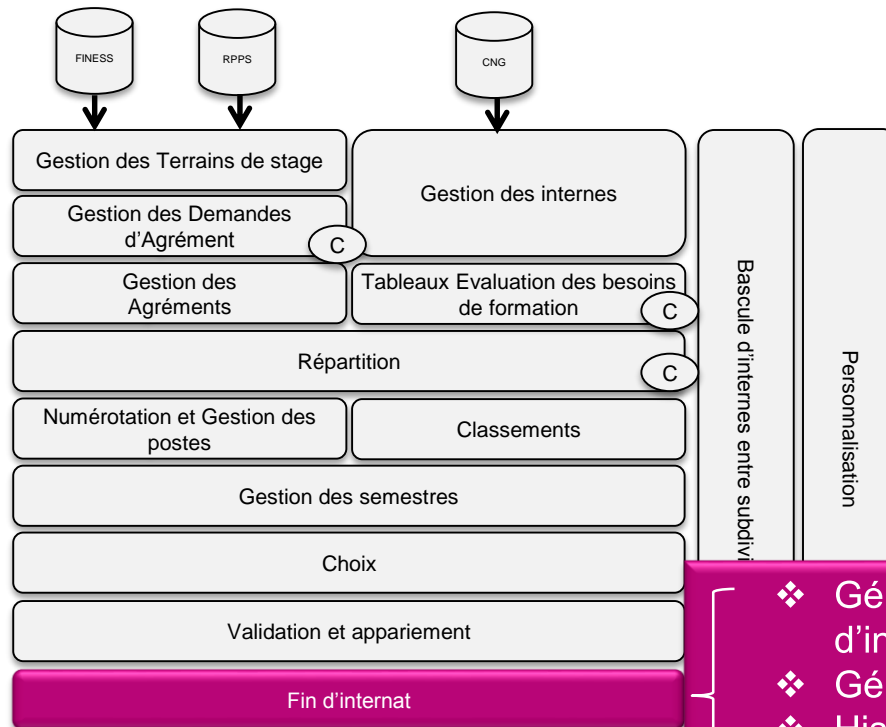 FINESS
RPPS
CNG
Gestion des Terrains de stage
Gestion des internes
Gestion des Demandes
d'Agrément
C
Gestion des
Agréments
Tableaux Evaluation des besoins
de formation
C
Répartition
C
Numérotation et Gestion des
postes
Classements
Gestion des semestres
Choix
Validation et appariement
Fin d'internat
Bascule d'internes entre
Personnalisation